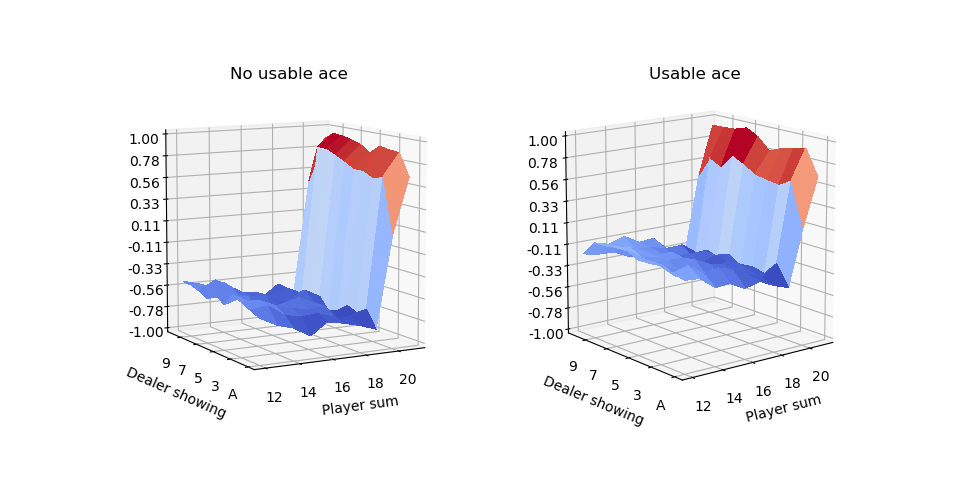 No usable ace
1.00
0.78
0.56
0.33
0.11
-0.11
-0.33
-0.56
-0.78
-1.00
9 7 5 3 A
Dealer showing
12 14 16 18 20
Player sum
Usable ace
1.00
0.78
0.56
0.33
0.11
-0.11
-0.33
-0.56
-0.78
-1.00
9 7 5 3 A
Dealer showing
12 14 16 18 20
Player sum